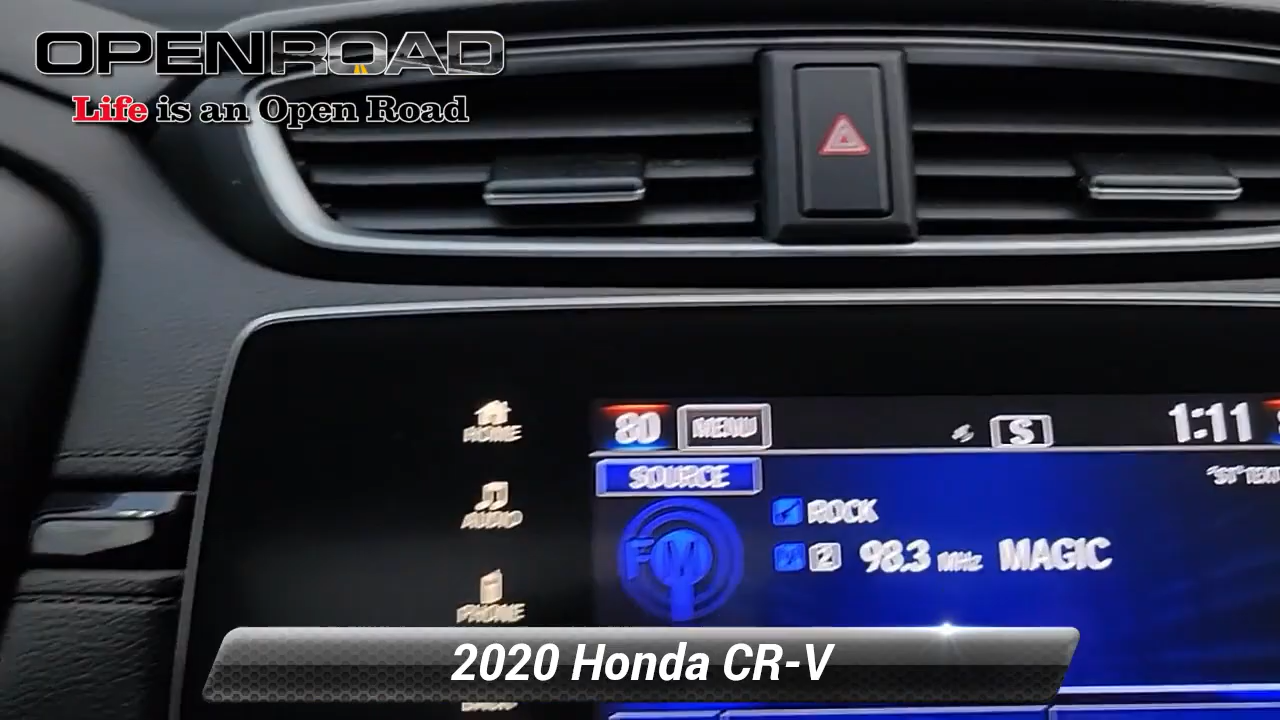 OPENROAD
Life is an Open Road
HOME
80 MENU S 1:11
SOURCE
AUDIO
ROCK
FM
98.3 MHz MAGIC
PHONE
2020 Honda CR-V